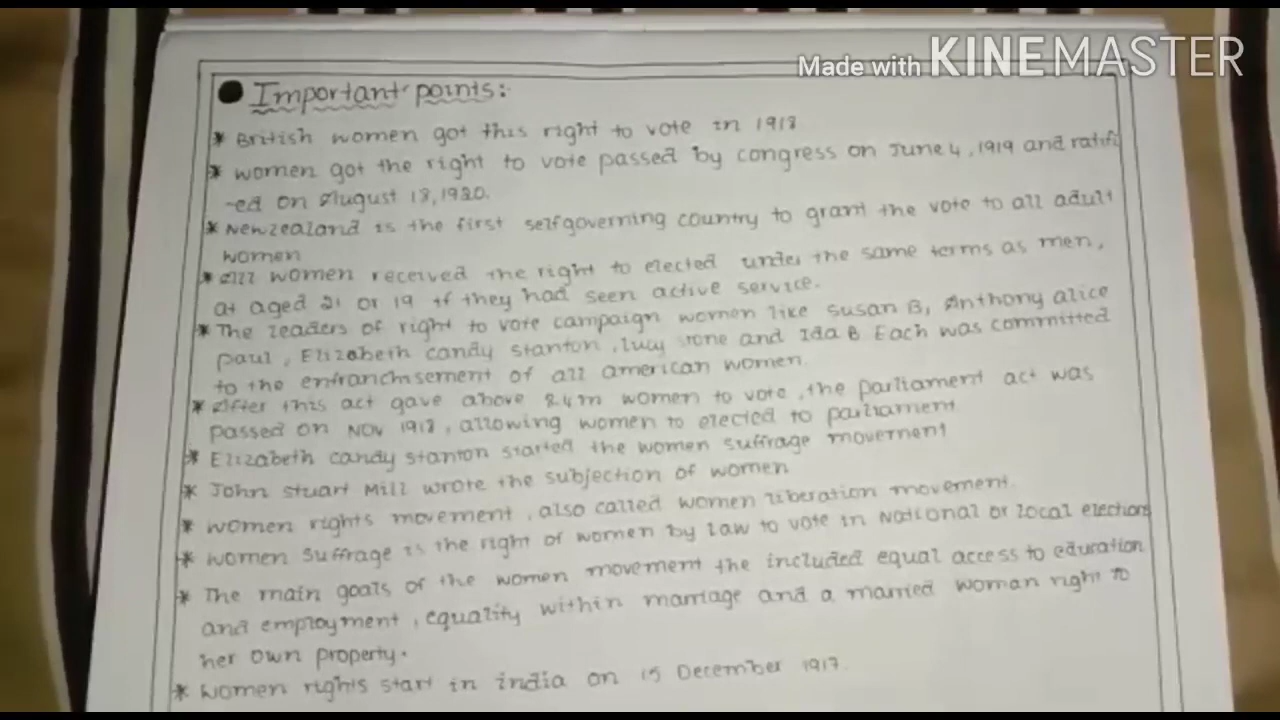 Made with KINEMASTER
Important points:
* British women got this right to vote in 1918
* women got the right to vote passed by congress on June 4, 1919 and ratifi
-ed on August 18, 1920.
* Newzealand is the first selfgoverning country to grant the vote to all adult
women
* All women received the right to elected under the same terms as men,
at aged 21 or 19 if they had seen active service.
* The leaders of right to vote campaign women like Susan B, Anthony alice
paul, Elizabeth candy stanton, lucy stone and Ida B Each was committed
to the enfranchisement of all american women.
* After this act gave above 8.4m women to vote, the parliament act was
passed on Nov 1918, allowing women to elected to parliament
* Elizabeth candy stanton started the women suffrage movement
* John Stuart Mill wrote the subjection of women
* women rights movement, also called women liberation movement.
* women suffrage is the right of women by law to vote in National or local elections
* The main goals of the women movement the included equal access to education
and employment, equality within marriage and a married woman right to
her own property.
* women rights start in india on 15 December 1917.